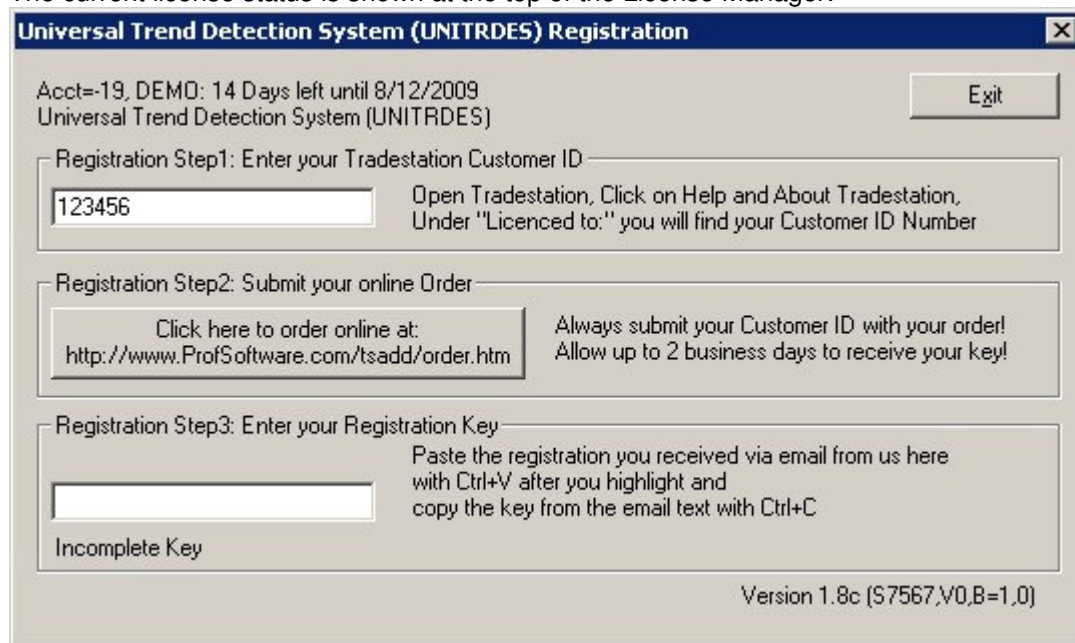 The current license status is shown at the top of the License Manager:
Universal Trend Detection System (UNITRDES) Registration
Acct=-19, DEMO: 14 Days left until 8/12/2009
Universal Trend Detection System (UNITRDES)
Exit
Registration Step1: Enter your Tradestation Customer ID
123456
Open Tradestation, Click on Help and About Tradestation,
Under "Licenced to:" you will find your Customer ID Number
Registration Step2: Submit your online Order
Click here to order online at:
http://www.ProfSoftware.com/tsadd/order.htm
Always submit your Customer ID with your order!
Allow up to 2 business days to receive your key!
Registration Step3: Enter your Registration Key
Paste the registration you received via email from us here
with Ctrl+V after you highlight and
copy the key from the email text with Ctrl+C
Incomplete Key
Version 1.8c (S7567,V0,B=1,0)